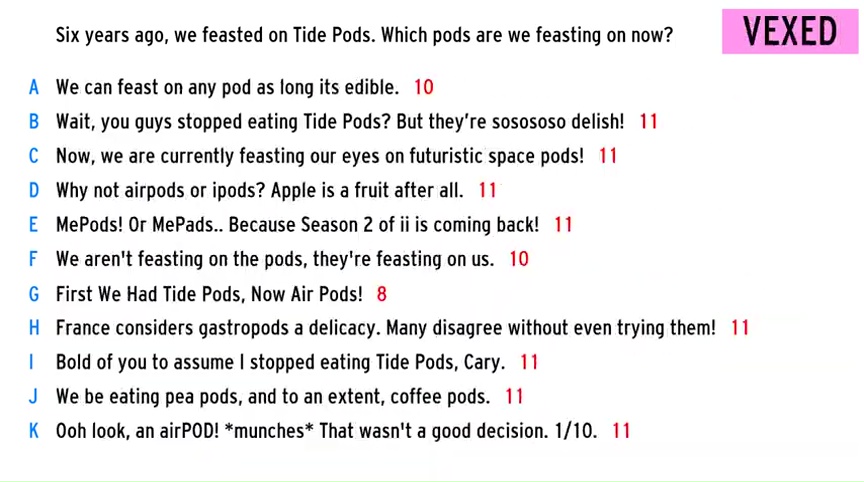 Six years ago, we feasted on Tide Pods. Which pods are we feasting on now?
VEXED
A We can feast on any pod as long its edible. 10
B Wait, you guys stopped eating Tide Pods? But they're sosososo delish! 11
C Now, we are currently feasting our eyes on futuristic space pods! 11
D Why not airpods or ipods? Apple is a fruit after all. 11
E MePods! Or MePads.. Because Season 2 of ii is coming back! 11
F We aren't feasting on the pods, they're feasting on us. 10
G First We Had Tide Pods, Now Air Pods! 8
H France considers gastropods a delicacy. Many disagree without even trying them! 11
I Bold of you to assume I stopped eating Tide Pods, Cary. 11
J We be eating pea pods, and to an extent, coffee pods. 11
K Ooh look, an airPOD! *munches* That wasn't a good decision. 1/10. 11